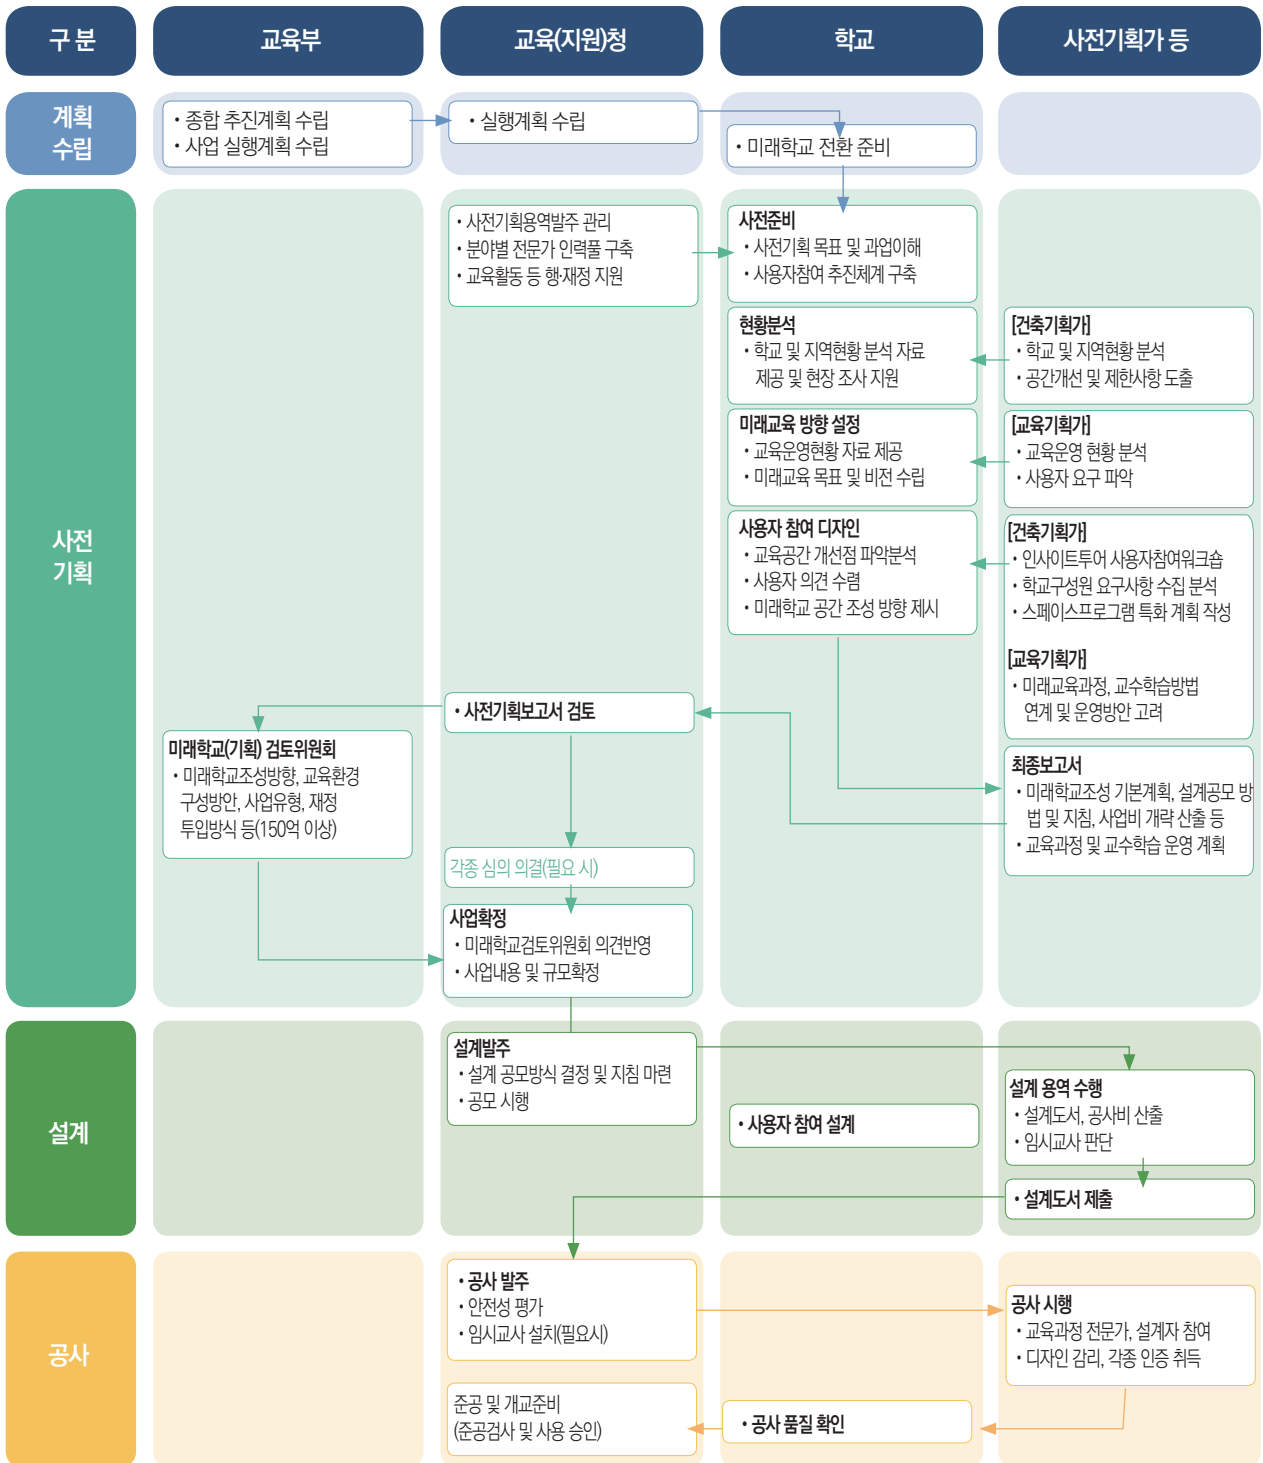 구 분
교육부
교육(지원)청
학교
사전기획가 등
계획
수립
• 종합 추진계획 수립
• 사업 실행계획 수립
• 실행계획 수립
• 미래학교 전환 준비
사전
기획
• 사전기획용역발주 관리
• 분야별 전문가 인력풀 구축
• 교육활동 등 행·재정 지원
사전준비
• 사전기획 목표 및 과업이해
• 사용자참여 추진체계 구축
현황분석
• 학교 및 지역현황 분석 자료
제공 및 현장 조사 지원
[건축기획가]
• 학교 및 지역현황 분석
• 공간개선 및 제한사항 도출
미래교육 방향 설정
• 교육운영현황 자료 제공
• 미래교육 목표 및 비전 수립
[교육기획가]
• 교육운영 현황 분석
• 사용자 요구 파악
사용자 참여 디자인
• 교육공간 개선점 파악분석
• 사용자 의견 수렴
• 미래학교 공간 조성 방향 제시
[건축기획가]
• 인사이트투어 사용자참여워크숍
• 학교구성원 요구사항 수집 분석
• 스페이스프로그램 특화 계획 작성
[교육기획가]
• 미래교육과정, 교수학습방법
연계 및 운영방안 고려
• 사전기획보고서 검토
미래학교(기획) 검토위원회
• 미래학교조성방향, 교육환경
구성방안, 사업유형, 재정
투입방식 등(150억 이상)
최종보고서
• 미래학교조성 기본계획, 설계공모 방
법 및 지침, 사업비 개략 산출 등
• 교육과정 및 교수학습 운영 계획
각종 심의 의결(필요 시)
사업확정
• 미래학교검토위원회 의견반영
• 사업내용 및 규모확정
설계
설계발주
• 설계 공모방식 결정 및 지침 마련
• 공모 시행
• 사용자 참여 설계
설계 용역 수행
• 설계도서, 공사비 산출
• 임시교사 판단
• 설계도서 제출
공사
• 공사 발주
• 안전성 평가
• 임시교사 설치(필요시)
공사 시행
• 교육과정 전문가, 설계자 참여
• 디자인 감리, 각종 인증 취득
준공 및 개교준비
(준공검사 및 사용 승인)
• 공사 품질 확인